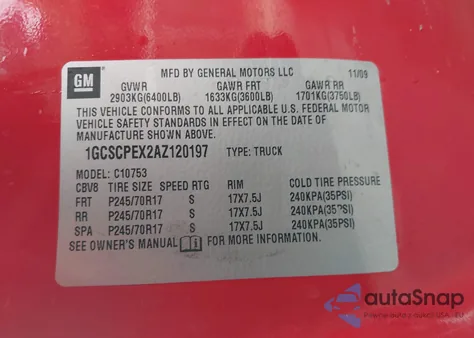 GM
MFD BY GENERAL MOTORS LLC 11/09
GVWR GAWR FRT GAWR RR
2903KG(6400LB) 1633KG(3600LB) 1701KG(3750LB)
THIS VEHICLE CONFORMS TO ALL APPLICABLE U.S. FEDERAL MOTOR
VEHICLE SAFETY STANDARDS IN EFFECT ON THE DATE OF
MANUFACTURE SHOWN ABOVE.
1GCSCPEX2AZ120197 TYPE: TRUCK
MODEL: C10753
CBV8 TIRE SIZE SPEED RTG RIM COLD TIRE PRESSURE
FRT P245/70R17 S 17X7.5J 240KPA(35PSI)
RR P245/70R17 S 17X7.5J 240KPA(35PSI)
SPA P245/70R17 S 17X7.5J 240KPA(35PSI)
SEE OWNER'S MANUAL FOR MORE INFORMATION.
autoSnap